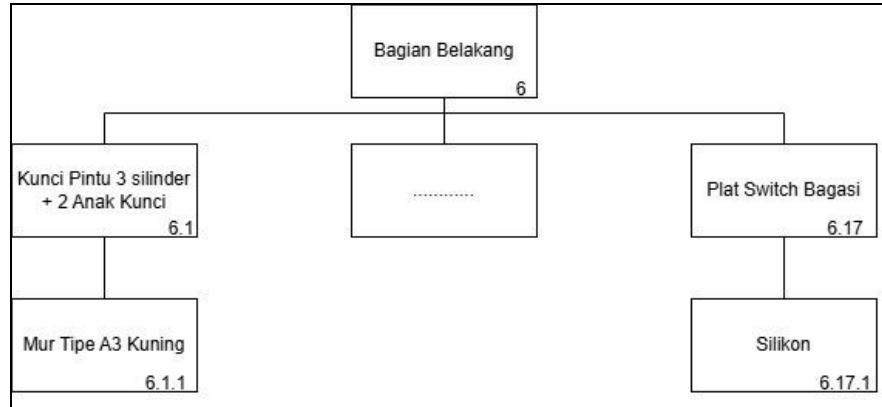 Bagian Belakang
6
Kunci Pintu 3 silinder
+ 2 Anak Kunci
6.1
............
Plat Switch Bagasi
6.17
Mur Tipe A3 Kuning
6.1.1
Silikon
6.17.1